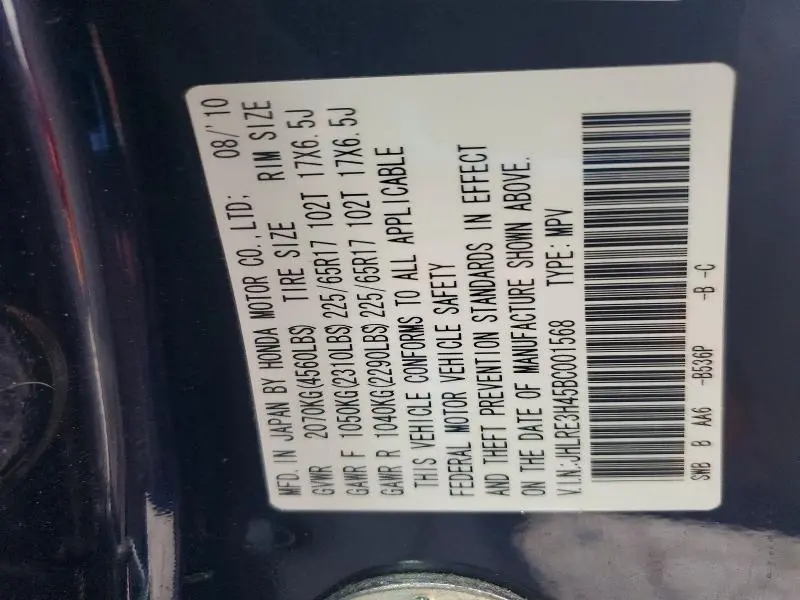 MFD. IN JAPAN BY HONDA MOTOR CO.,LTD; 08/'10
GVWR 2070KG(4560LBS) TIRE SIZE RIM SIZE
GAWR F 1050KG(2310LBS) 225/65R17 102T 17X6.5J
GAWR R 1040KG(2290LBS) 225/65R17 102T 17X6.5J
THIS VEHICLE CONFORMS TO ALL APPLICABLE
FEDERAL MOTOR VEHICLE SAFETY
AND THEFT PREVENTION STANDARDS IN EFFECT
ON THE DATE OF MANUFACTURE SHOWN ABOVE.
V.I.N.:JHLRE3H45BC001568 TYPE: MPV
SWB B AA6 -B536P -B -C